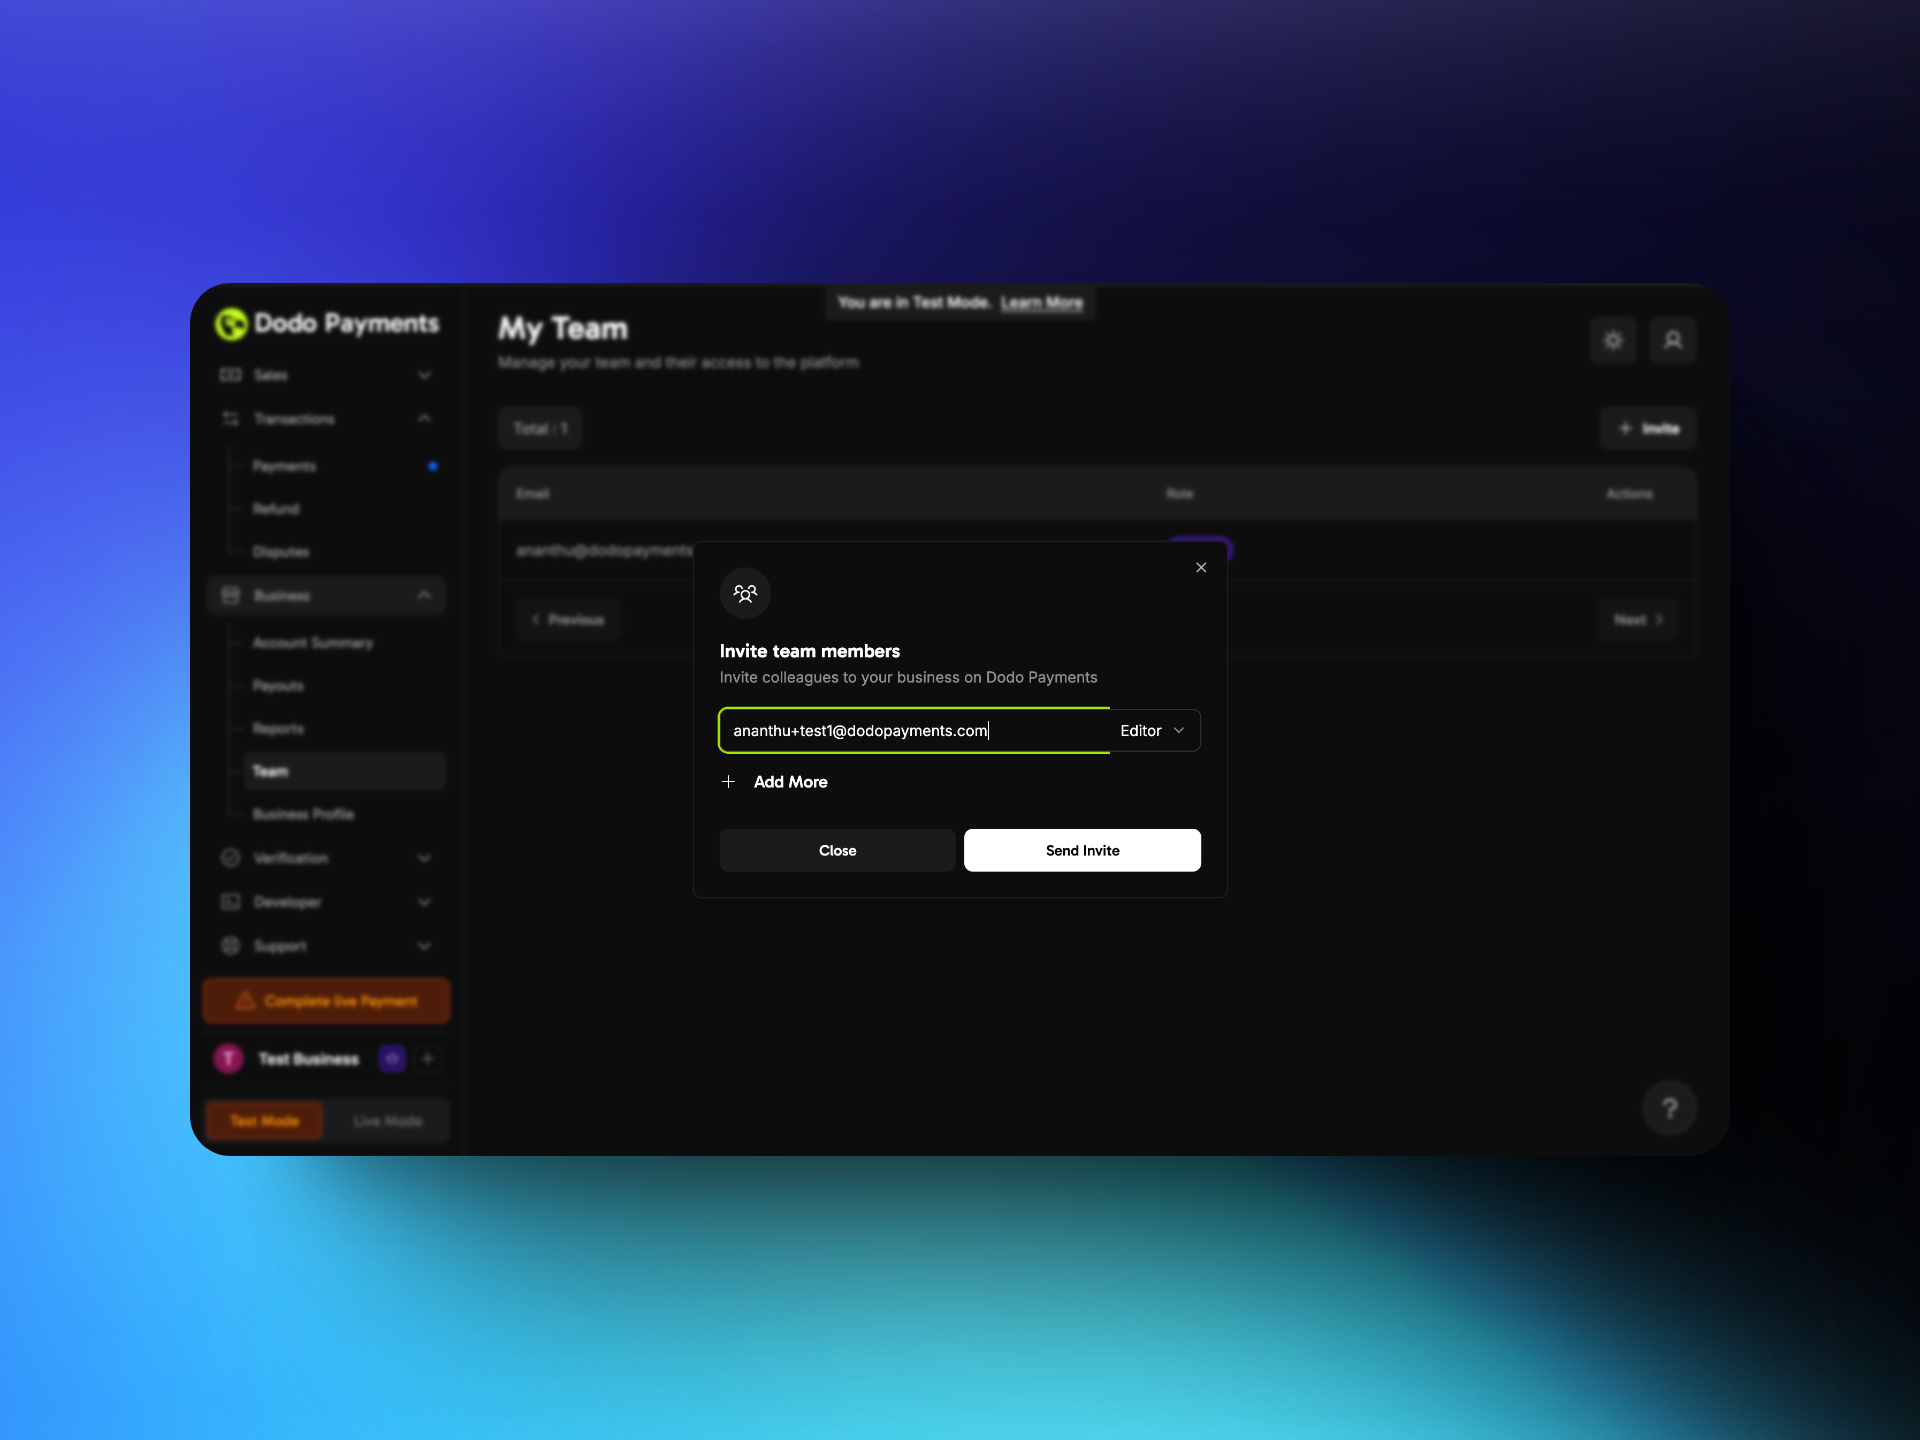 Dodo Payments
Sales
Transactions
Payments
Refund
Disputes
Business
Account Summary
Payouts
Reports
Team
Business Profile
Verification
Developer
Support
Complete live Payment
T
Test Business
Test Mode
Live Mode
You are in Test Mode. Learn More
My Team
Manage your team and their access to the platform
Total : 1
+ Invite
Email
Role
Actions
ananthu@dodopayments
Previous
Next
Invite team members
Invite colleagues to your business on Dodo Payments
ananthu+test1@dodopayments.com
Editor
+ Add More
Close
Send Invite
?